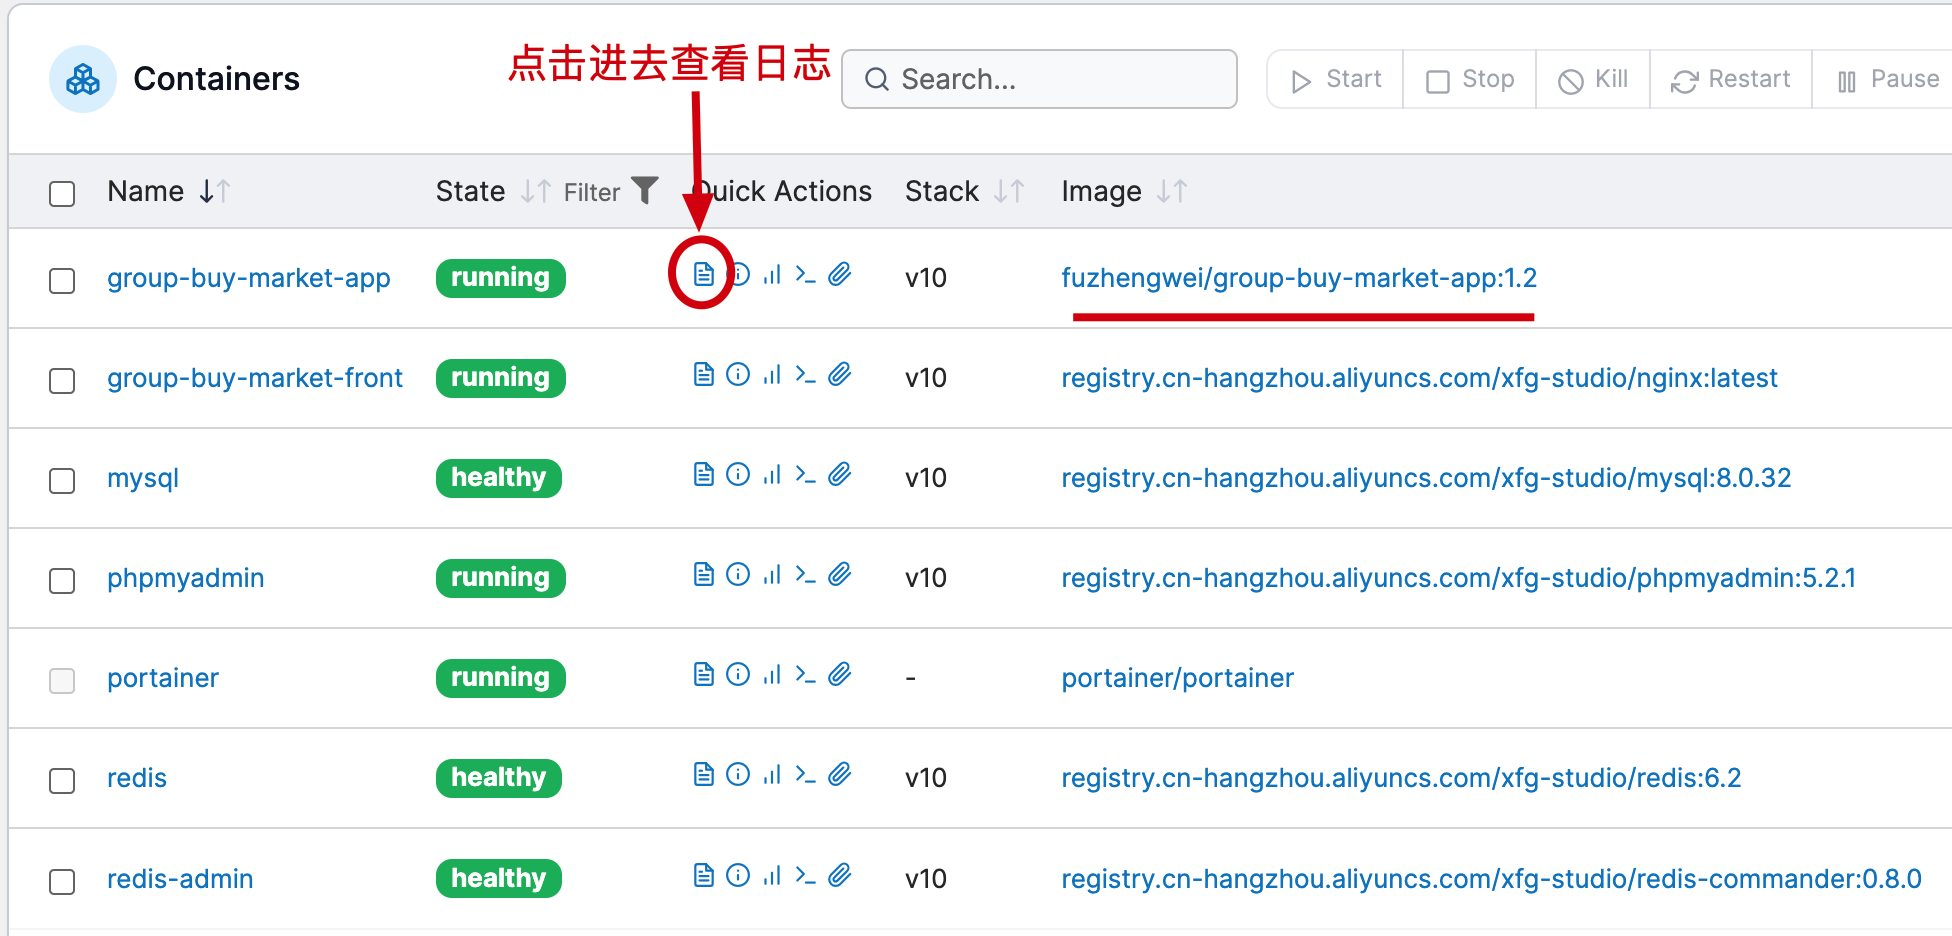 点击进去查看日志
Containers
Search...
Start
Stop
Kill
Restart
Pause
Name State Filter Quick Actions Stack Image
group-buy-market-app running v10 fuzhengwei/group-buy-market-app:1.2
group-buy-market-front running v10 registry.cn-hangzhou.aliyuncs.com/xfg-studio/nginx:latest
mysql healthy v10 registry.cn-hangzhou.aliyuncs.com/xfg-studio/mysql:8.0.32
phpmyadmin running v10 registry.cn-hangzhou.aliyuncs.com/xfg-studio/phpmyadmin:5.2.1
portainer running - portainer/portainer
redis healthy v10 registry.cn-hangzhou.aliyuncs.com/xfg-studio/redis:6.2
redis-admin healthy v10 registry.cn-hangzhou.aliyuncs.com/xfg-studio/redis-commander:0.8.0